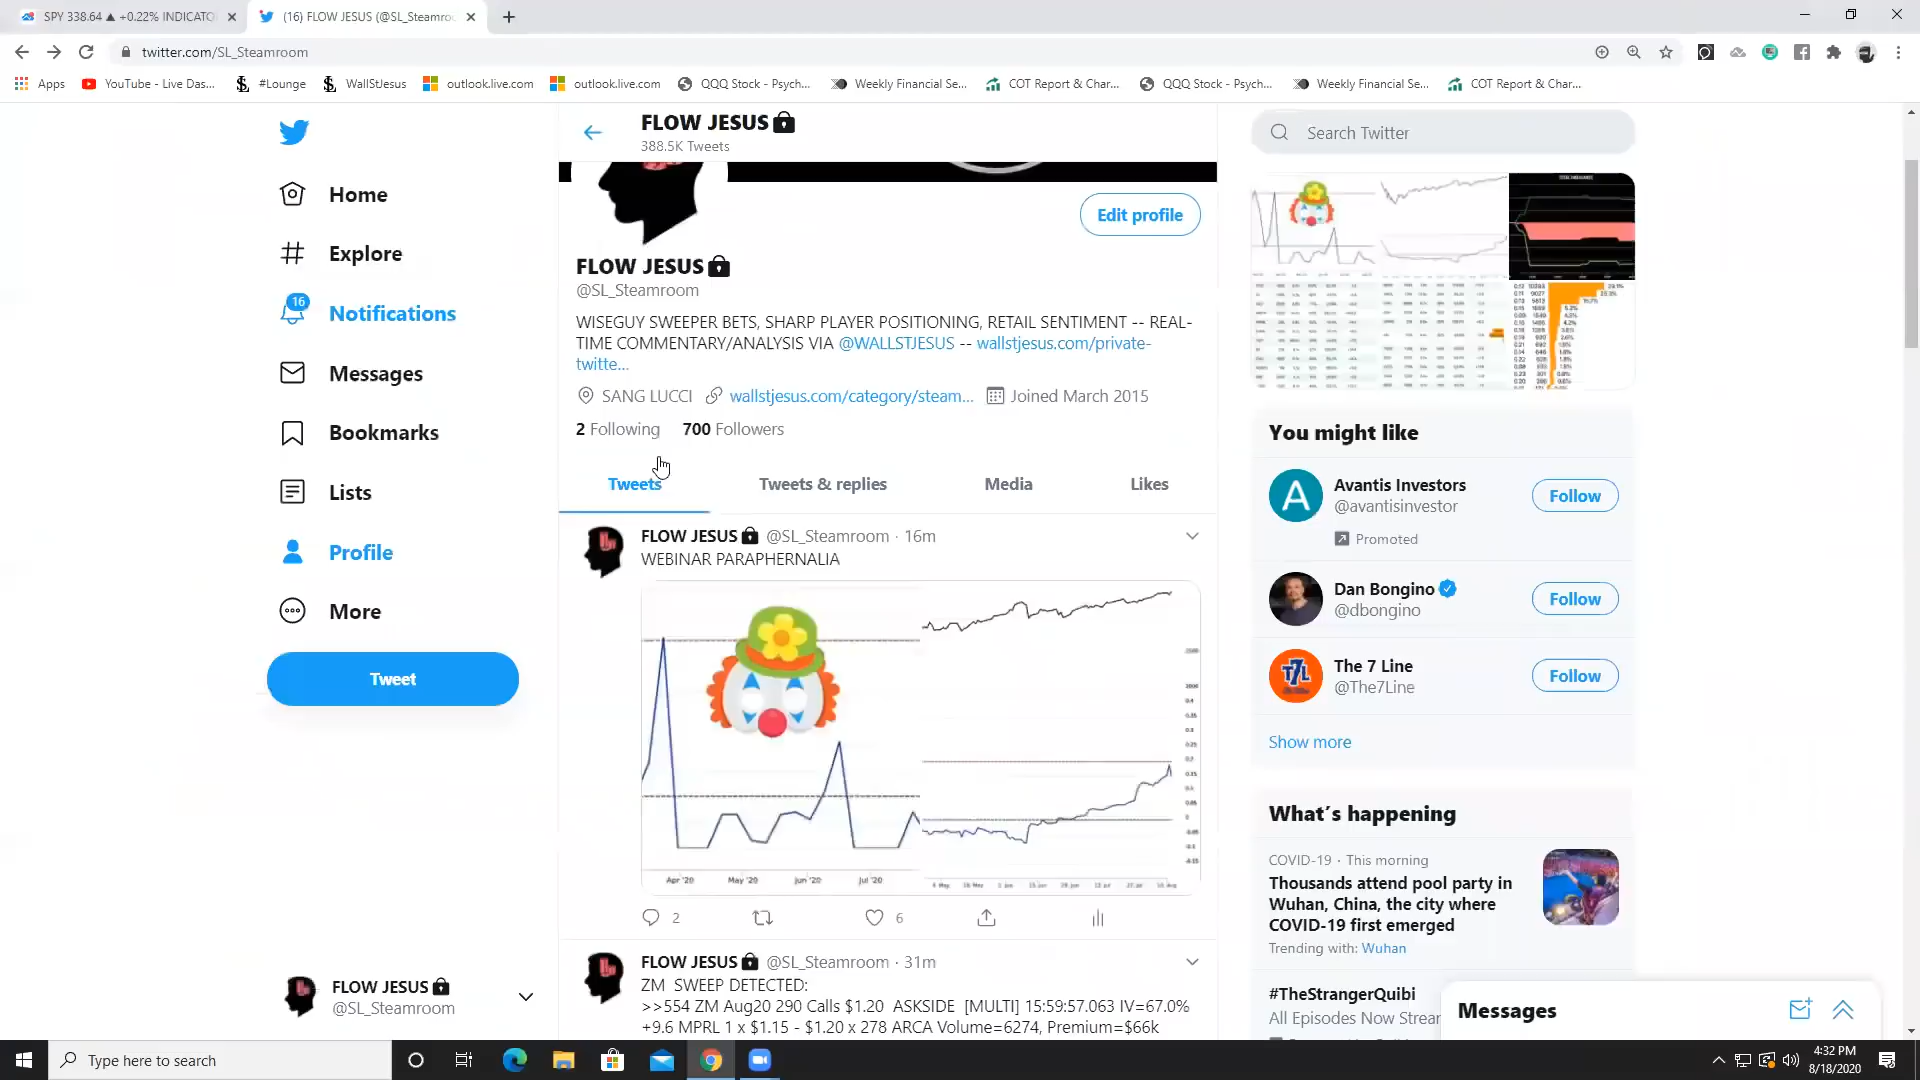 SPY 338.64 ▲ +0.22% INDICATO
(16) FLOW JESUS (@SL_Steamroo
twitter.com/SL_Steamroom
Apps
YouTube - Live Das...
#Lounge
WallStJesus
outlook.live.com
outlook.live.com
QQQ Stock - Psych...
Weekly Financial Se...
COT Report & Char...
QQQ Stock - Psych...
Weekly Financial Se...
COT Report & Char...
Home
Explore
16
Notifications
Messages
Bookmarks
Lists
Profile
More
Tweet
FLOW JESUS
@SL_Steamroom
FLOW JESUS
388.5K Tweets
Edit profile
FLOW JESUS
@SL_Steamroom
WISEGUY SWEEPER BETS, SHARP PLAYER POSITIONING, RETAIL SENTIMENT -- REAL-
TIME COMMENTARY/ANALYSIS VIA @WALLSTJESUS -- wallstjesus.com/private-
twitte...
SANG LUCCI wallstjesus.com/category/steam... Joined March 2015
2 Following 700 Followers
Tweets
Tweets & replies
Media
Likes
FLOW JESUS @SL_Steamroom · 16m
WEBINAR PARAPHERNALIA
Apr '20 May '20 Jun '20 Jul '20
2 6
FLOW JESUS @SL_Steamroom · 31m
ZM SWEEP DETECTED:
>>554 ZM Aug20 290 Calls $1.20 ASKSIDE [MULTI] 15:59:57.063 IV=67.0%
+9.6 MPRL 1 x $1.15 - $1.20 x 278 ARCA Volume=6274, Premium=$66k
Search Twitter
You might like
Avantis Investors
@avantisinvestor
Promoted
Follow
Dan Bongino
@dbongino
Follow
The 7 Line
@The7Line
Follow
Show more
What's happening
COVID-19 · This morning
Thousands attend pool party in
Wuhan, China, the city where
COVID-19 first emerged
Trending with: Wuhan
#TheStrangerQuibi
All Episodes Now Strear
Messages
Type here to search
4:32 PM
8/18/2020